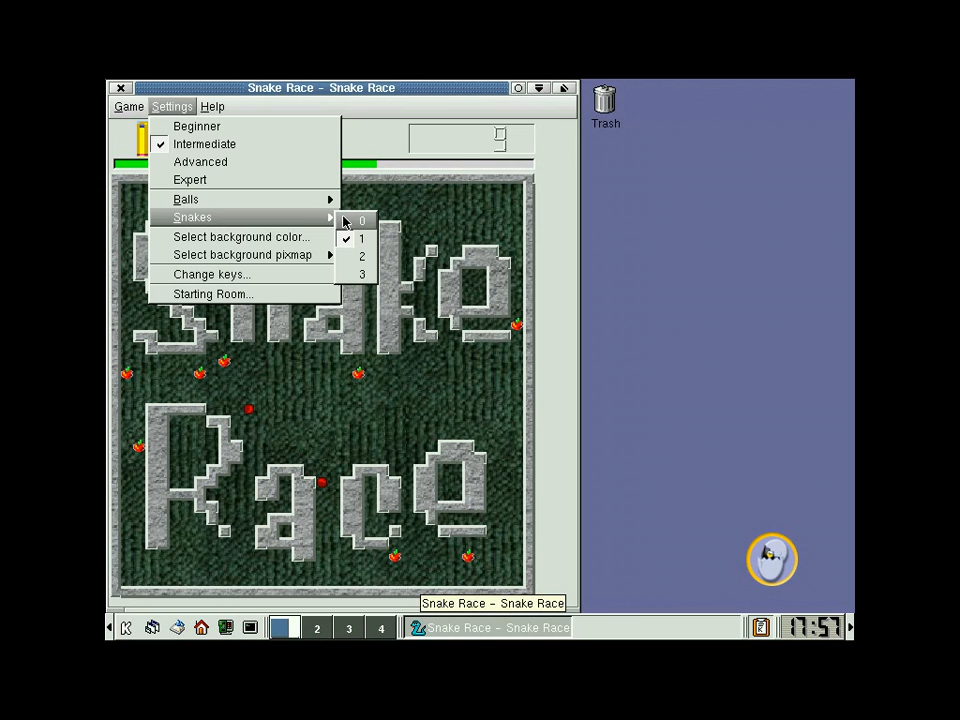 Snake Race - Snake Race
Game Settings Help
Beginner
Intermediate
Advanced
Expert
Balls
Snakes
Select background color...
Select background pixmap
Change keys...
Starting Room...
0
1
2
3
9
Trash
Snake
Race
Snake Race - Snake Race
K 2 3 4 Snake Race - Snake Race 17:57